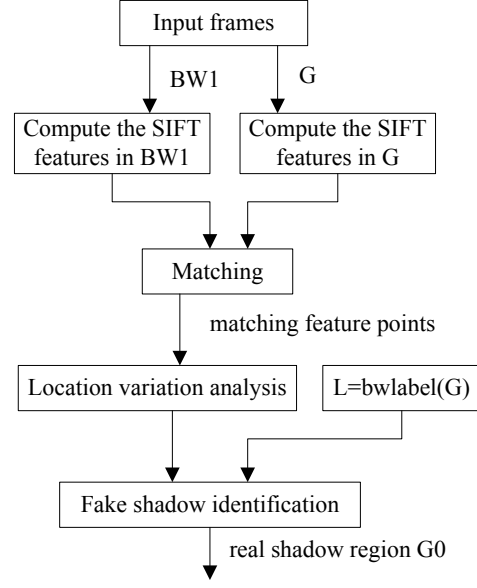 Input frames
BW1
G
Compute the SIFT
features in BW1
Compute the SIFT
features in G
Matching
matching feature points
Location variation analysis
L=bwlabel(G)
Fake shadow identification
real shadow region G0